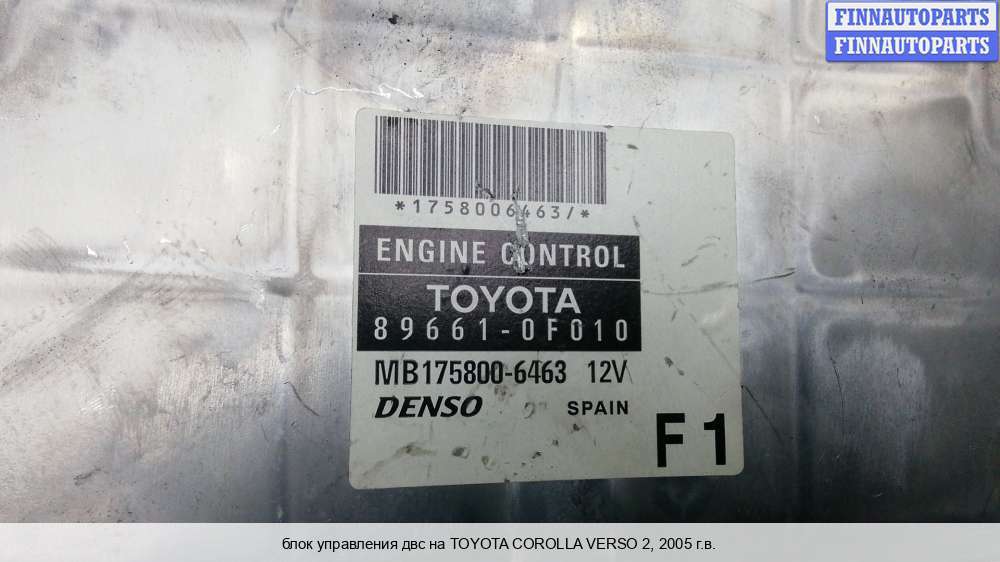 FINNAUTOPARTS
FINNAUTOPARTS
*1758006463/*
ENGINE CONTROL
TOYOTA
89661-0F010
MB175800-6463 12V
DENSO SPAIN
F1
блок управления двс на TOYOTA COROLLA VERSO 2, 2005 г.в.